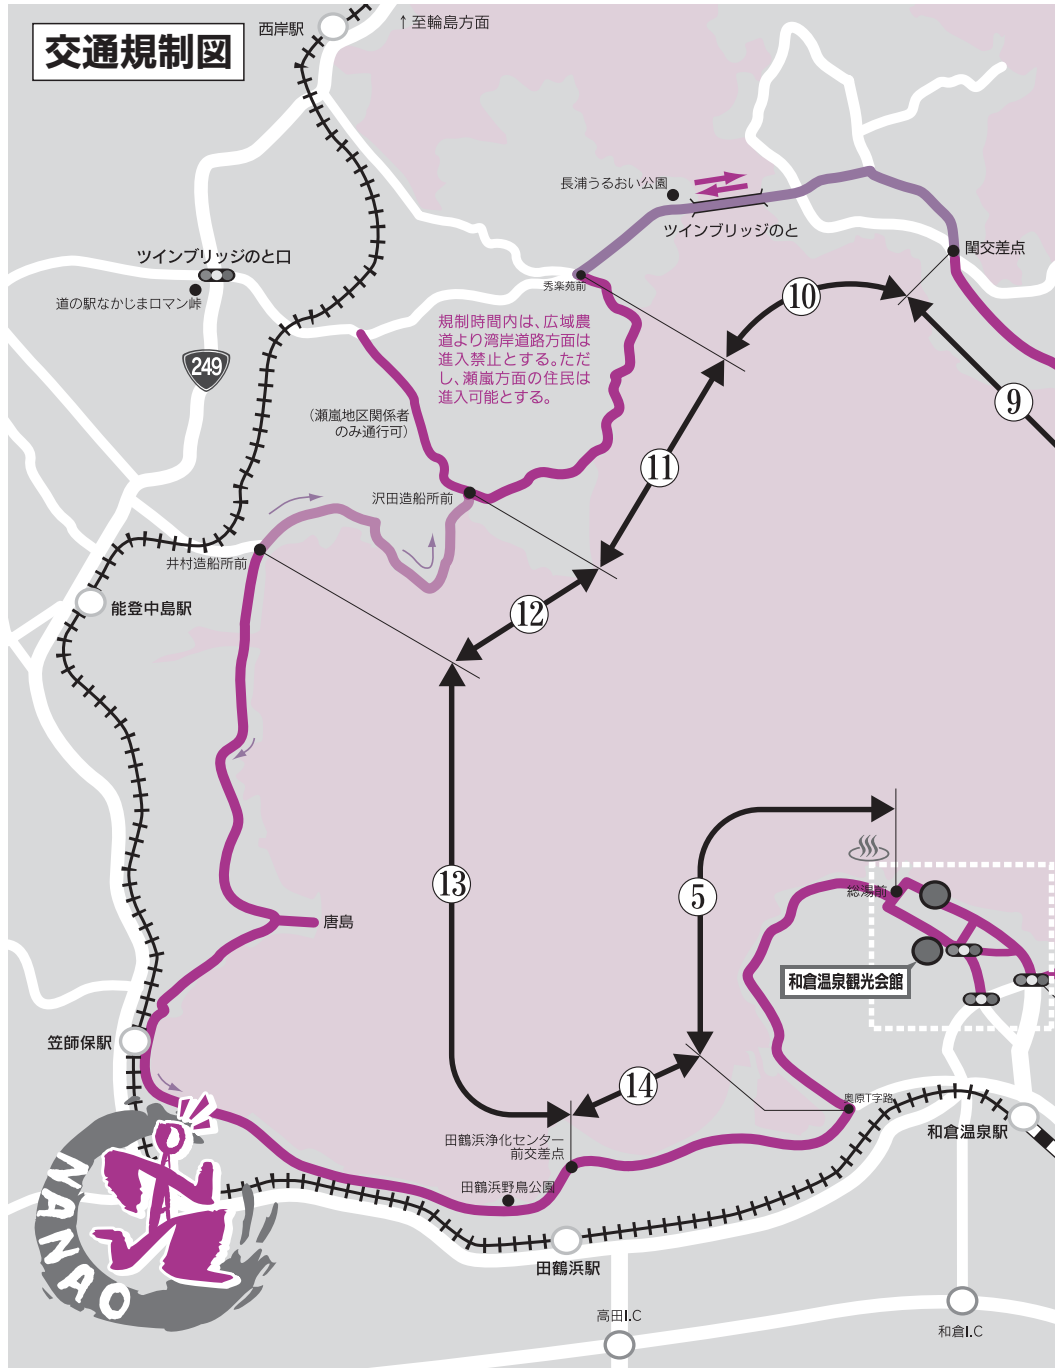 交通規制図
西岸駅
↑至輪島方面
長浦うるおい公園
ツインブリッジのと
閨交差点
ツインブリッジのと口
道の駅なかじまロマン峠
秀楽苑前
249
規制時間内は、広域農
道より湾岸道路方面は
進入禁止とする。ただ
し、瀬嵐方面の住民は
進入可能とする。
⑩
⑨
(瀬嵐地区関係者
のみ通行可)
⑪
沢田造船所前
井村造船所前
能登中島駅
⑫
⑬
⑤
総湯前
唐島
和倉温泉観光会館
笠師保駅
⑭
奥原T字路
田鶴浜浄化センター
前交差点
和倉温泉駅
田鶴浜野鳥公園
田鶴浜駅
NANAO
高田I.C
和倉I.C